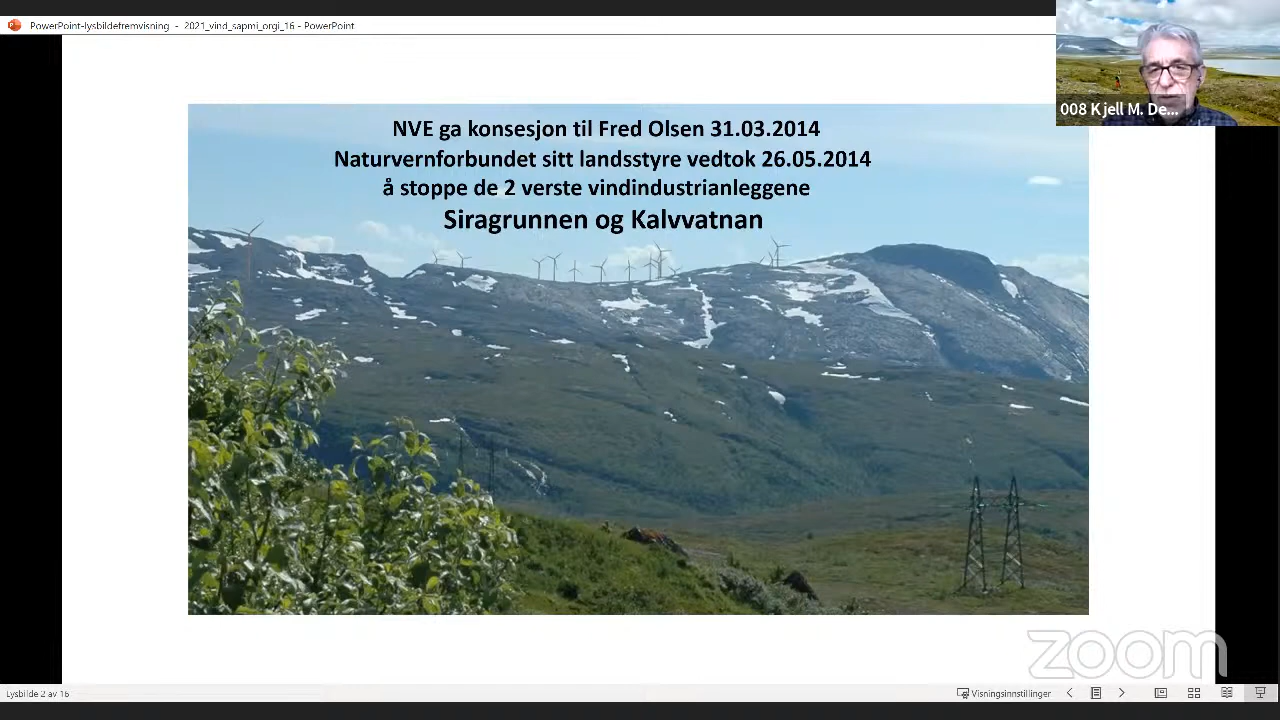 PowerPoint-lysbildefremvisning - 2021_vind_sapmi_orgi_16 - PowerPoint
008 Kjell M. De...
NVE ga konsesjon til Fred Olsen 31.03.2014
Naturvernforbundet sitt landsstyre vedtok 26.05.2014
å stoppe de 2 verste vindindustrianleggene
Siragrunnen og Kalvvatnan
zoom
Lysbilde 2 av 16
Visningsinnstillinger